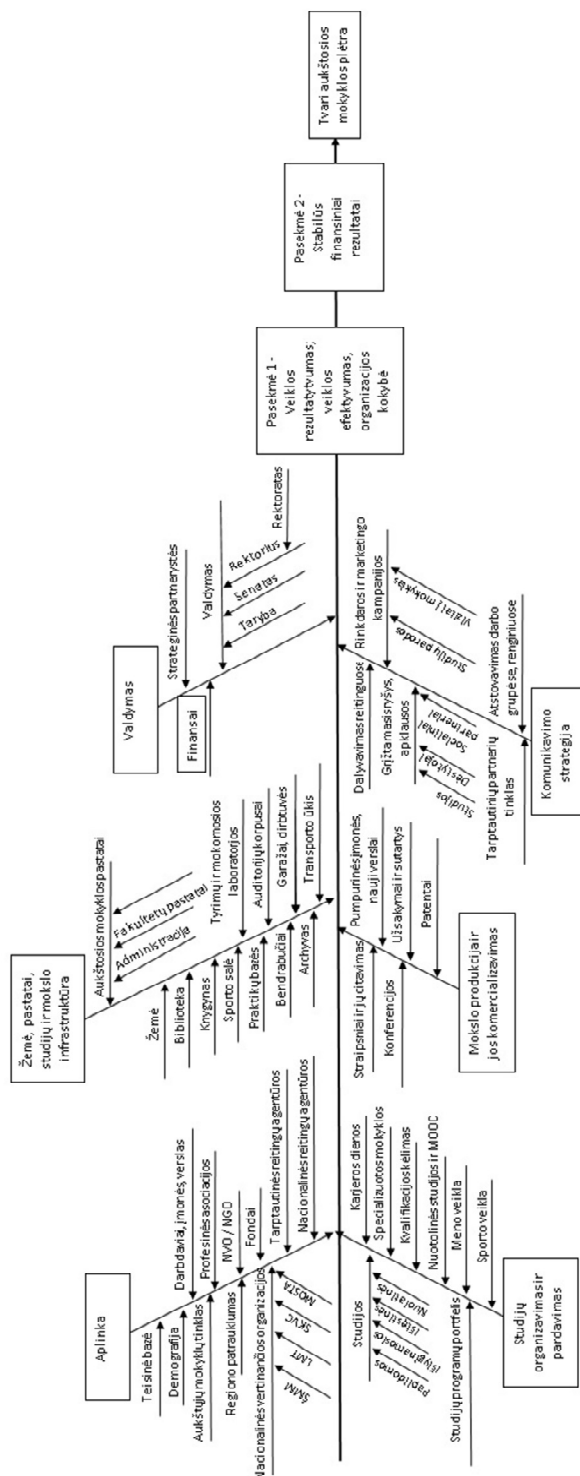 Aplinka
Teisinė bazė
Demografija
Aukštųjų mokyklų tinklas
Regiono patrauklumas
Nacionalinės vertinančios organizacijos
ŠMM
LMT
SKVC
MOSTA
Darbdaviai, įmonės, verslas
Profesinės asociacijos
NVO / NGO
Fondai
Tarptautinės reitingų agentūros
Nacionalinės reitingų agentūros
Žemė, pastatai,
studijų ir mokslo
infrastruktūra
Aukštosios mokyklos pastatai
Administracija
Fakultetų pastatai
Žemė
Biblioteka
Knygynas
Sporto salė
Praktikų bazės
Bendrabučiai
Archyvas
Tyrimų ir mokomosios
laboratorijos
Auditorijų korpusai
Garažai, dirbtuvės
Transporto ūkis
Valdymas
Strateginės partnerystės
Finansai
Valdymas
Taryba
Senatas
Rektorius
Rektoratas
Pasekmė 1 -
Veiklos
rezultatytvumas;
veiklos
efektyvumas,
organizacijos
kokybė
Pasekmė 2 -
Stabilūs
finansiniai
rezultatai
Tvari aukštosios
mokyklos plėtra
Studijos
Papildomos
Išlyginamosios
Ištęstinės
Nuolatinės
Studijų programų portfelis
Karjeros dienos
Specializuotos mokyklos
Kvalifikacijos kėlimas
Nuotolinės studijos ir MOOC
Meno veikla
Sporto veikla
Studijų
organizavimas ir
pardavimas
Straipsniai ir jų citavimas
Konferencijos
Pumpurinės įmonės,
nauji verslai
Užsakymai ir sutartys
Patentai
Mokslo produkcija ir
jos komercializavimas
Dalyvavimas reitinguose
Grįžtamasis ryšys,
apklausos
Studijos
Dėstytojai
Socialiniai
partneriai
Tarptautinių partnerių
tinklas
Rinkdaros ir marketingo
kampanijos
Studijų parodos
Vizitai į mokyklas
Atstovavimas darbo
grupėse, renginiuose
Komunikavimo
strategija